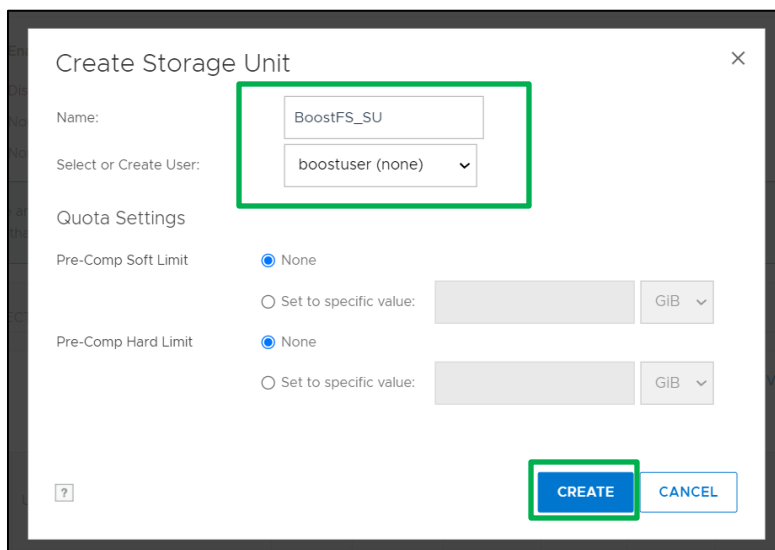 Create Storage Unit
Name: BoostFS_SU
Select or Create User: boostuser (none)
Quota Settings
Pre-Comp Soft Limit None
Set to specific value: GiB
Pre-Comp Hard Limit None
Set to specific value: GiB
? CREATE CANCEL